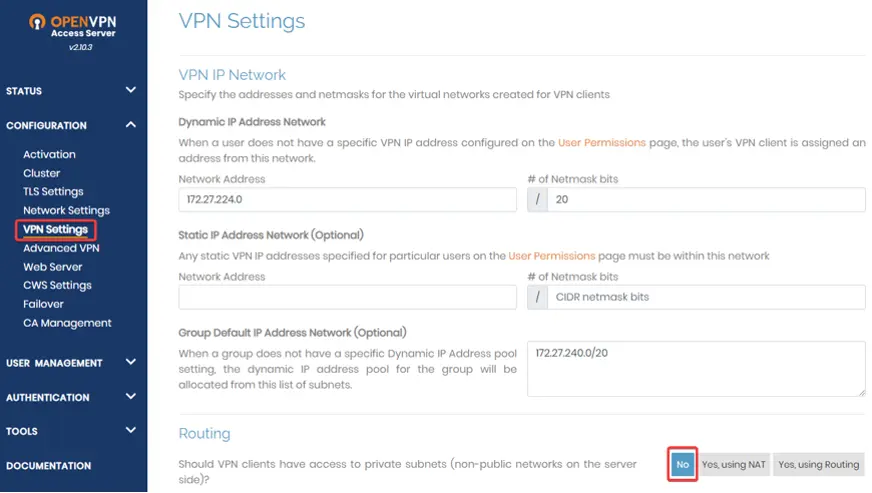 OPENVPN
Access Server
v2.10.3
STATUS
CONFIGURATION
Activation
Cluster
TLS Settings
Network Settings
VPN Settings
Advanced VPN
Web Server
CWS Settings
Failover
CA Management
USER MANAGEMENT
AUTHENTICATION
TOOLS
DOCUMENTATION
VPN Settings
VPN IP Network
Specify the addresses and netmasks for the virtual networks created for VPN clients
Dynamic IP Address Network
When a user does not have a specific VPN IP address configured on the User Permissions page, the user's VPN client is assigned an
address from this network.
Network Address # of Netmask bits
172.27.224.0 / 20
Static IP Address Network (Optional)
Any static VPN IP addresses specified for particular users on the User Permissions page must be within this network
Network Address # of Netmask bits
/ CIDR netmask bits
Group Default IP Address Network (Optional)
When a group does not have a specific Dynamic IP Address pool
setting, the dynamic IP address pool for the group will be
allocated from this list of subnets.
172.27.240.0/20
Routing
Should VPN clients have access to private subnets (non-public networks on the server
side)?
No Yes, using NAT Yes, using Routing